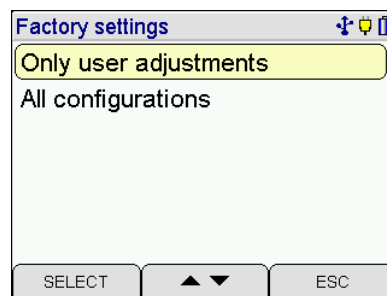 Factory settings
Only user adjustments
All configurations
SELECT
ESC